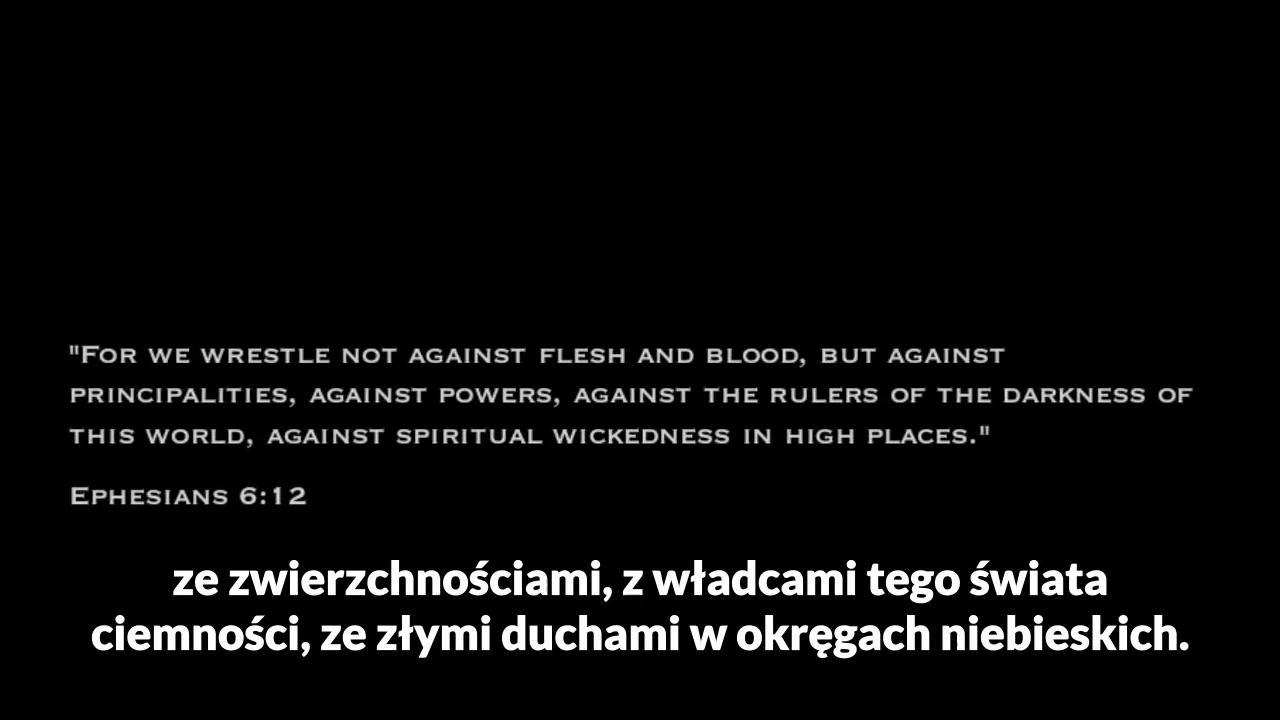 "For we wrestle not against flesh and blood, but against
principalities, against powers, against the rulers of the darkness of
this world, against spiritual wickedness in high places."
Ephesians 6:12
ze zwierzchnościami, z władcami tego świata
ciemności, ze złymi duchami w okręgach niebieskich.